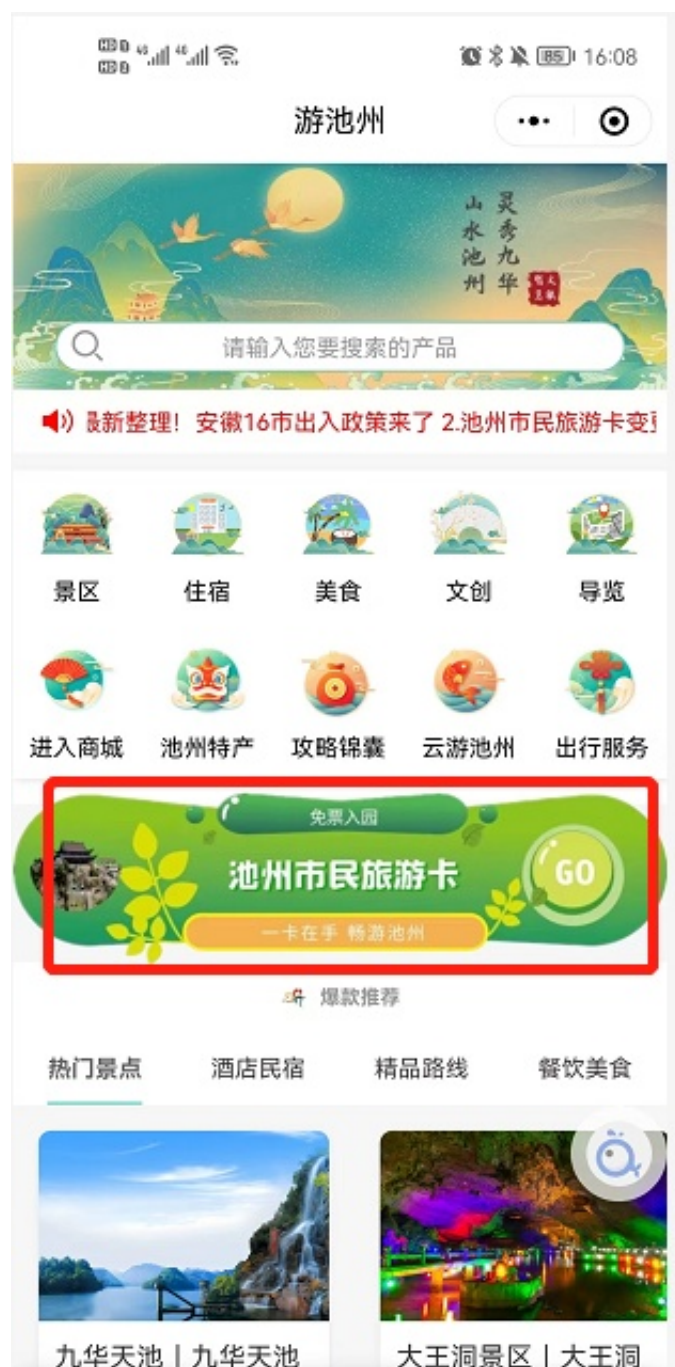 16:08
85
游池州
灵秀九华
山水池州
请输入您要搜索的产品
最新整理！安徽16市出入政策来了 2.池州市民旅游卡变
景区 住宿 美食 文创 导览
进入商城 池州特产 攻略锦囊 云游池州 出行服务
免票入园
池州市民旅游卡
GO
一卡在手 畅游池州
爆款推荐
热门景点 酒店民宿 精品路线 餐饮美食
九华天池 | 九华天池
大王洞景区 | 大王洞